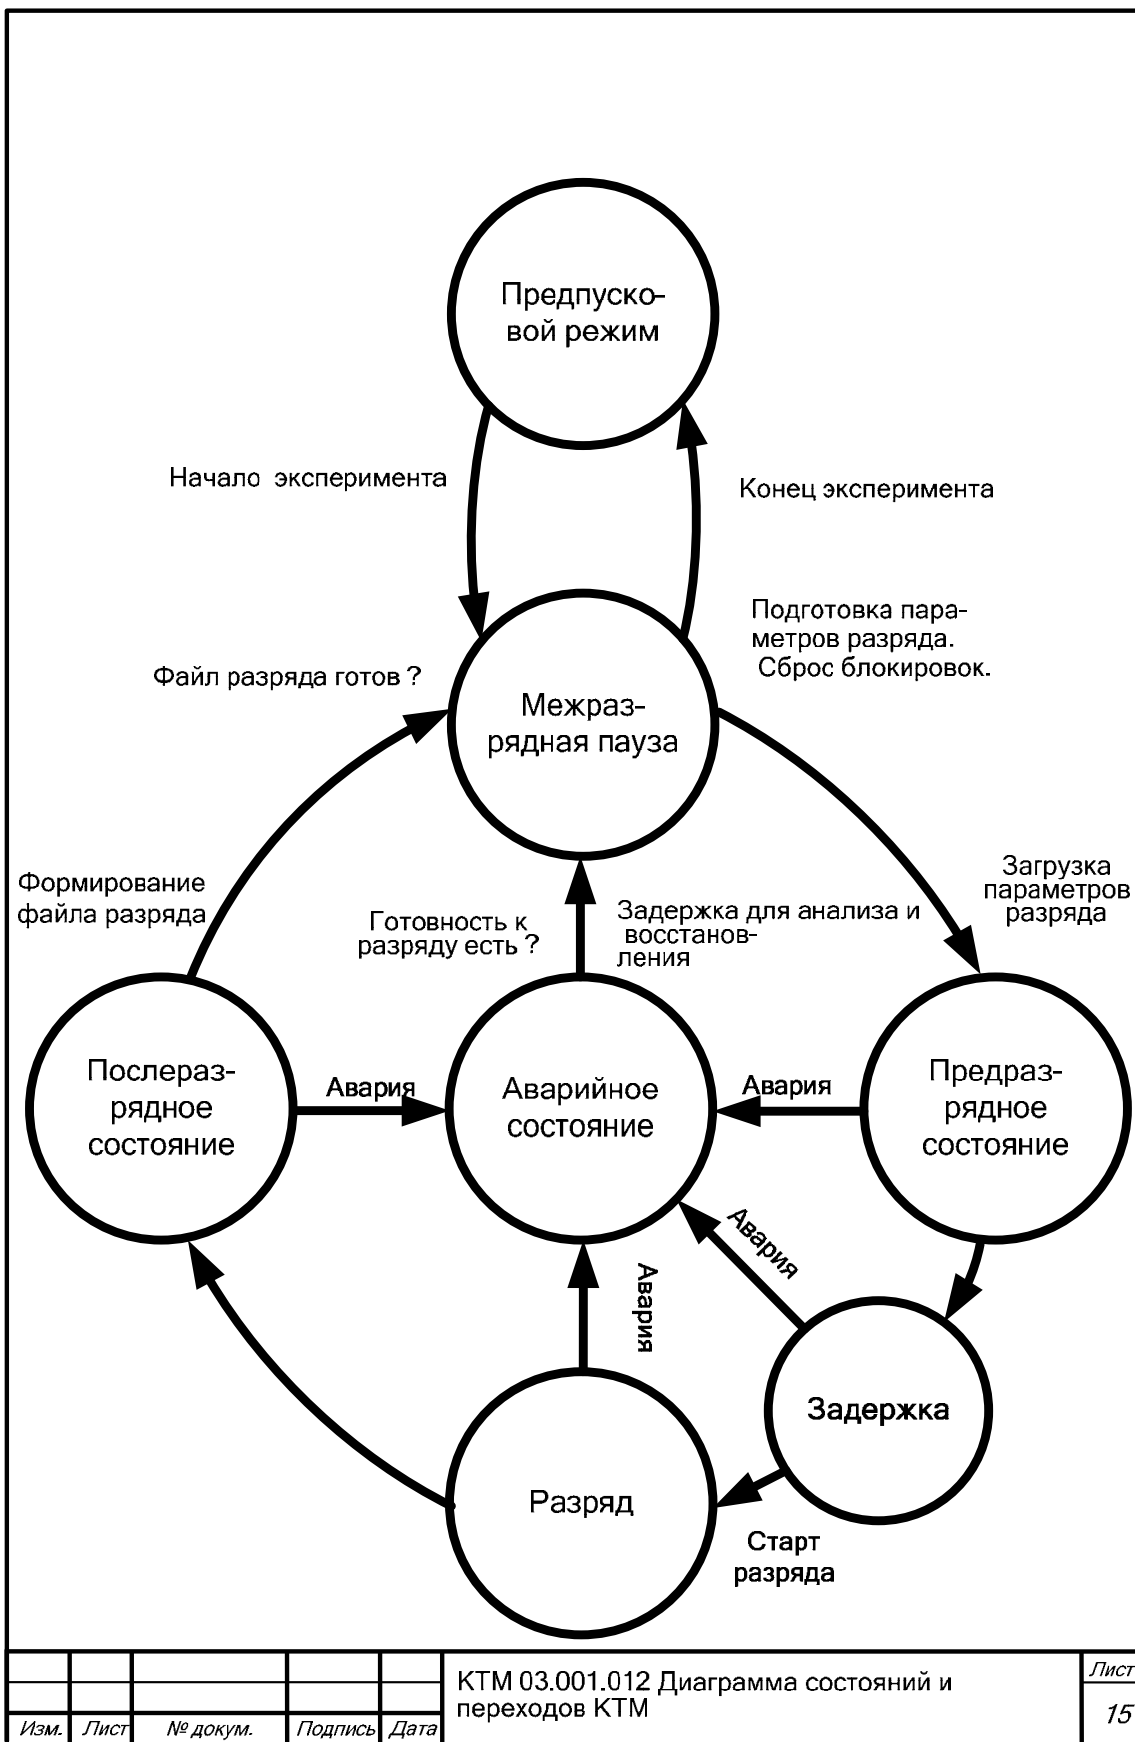 Предпуско-
вой режим
Начало эксперимента
Конец эксперимента
Подготовка пара-
метров разряда.
Сброс блокировок.
Файл разряда готов ?
Межраз-
рядная пауза
Формирование
файла разряда
Готовность к
разряду есть ?
Задержка для анализа и
восстанов-
ления
Загрузка
параметров
разряда
Послераз-
рядное
состояние
Авария
Аварийное
состояние
Авария
Предраз-
рядное
состояние
Авария
Авария
Задержка
Разряд
Старт
разряда
КТМ 03.001.012 Диаграмма состояний и
переходов КТМ
Лист
15
Изм. Лист № докум. Подпись Дата